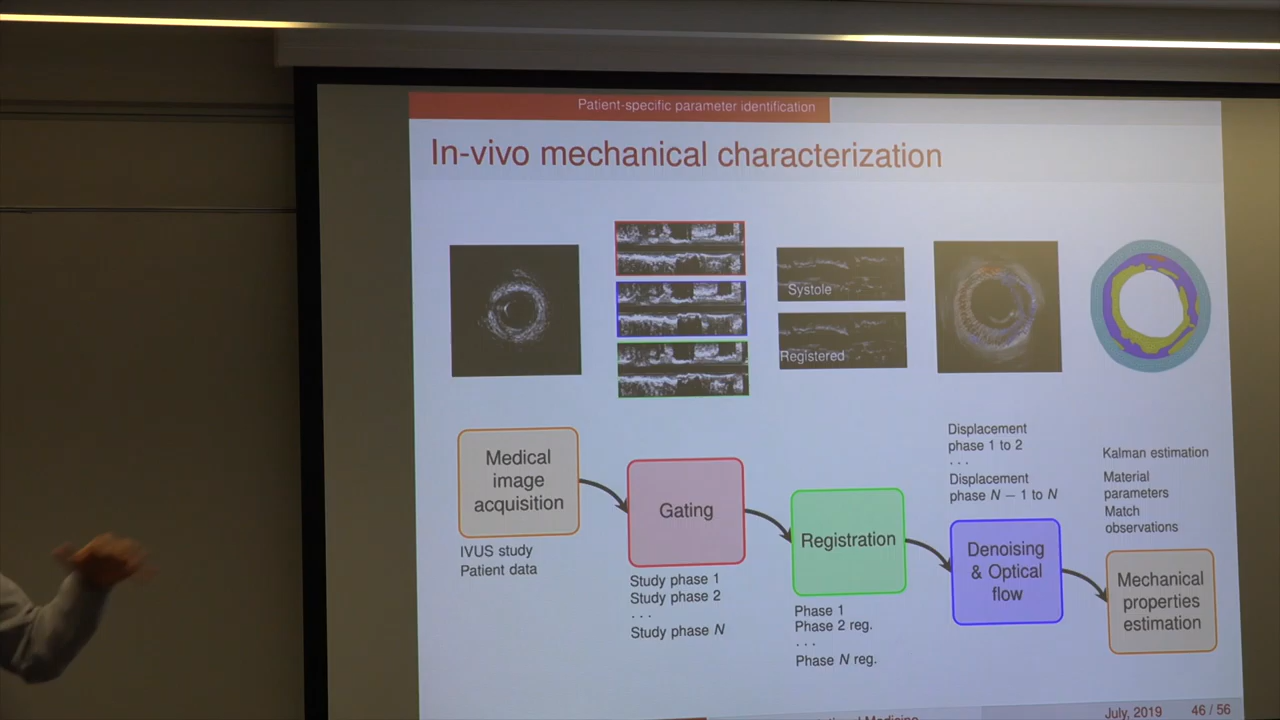 Patient-specific parameter identification
In-vivo mechanical characterization
Systole
Registered
Medical
image
acquisition
IVUS study
Patient data
Gating
Study phase 1
Study phase 2
. . .
Study phase N
Registration
Phase 1
Phase 2 reg.
. . .
Phase N reg.
Displacement
phase 1 to 2
. . .
Displacement
phase N − 1 to N
Denoising
& Optical
flow
Kalman estimation
Material
parameters
Match
observations
Mechanical
properties
estimation
July, 2019 46 / 56